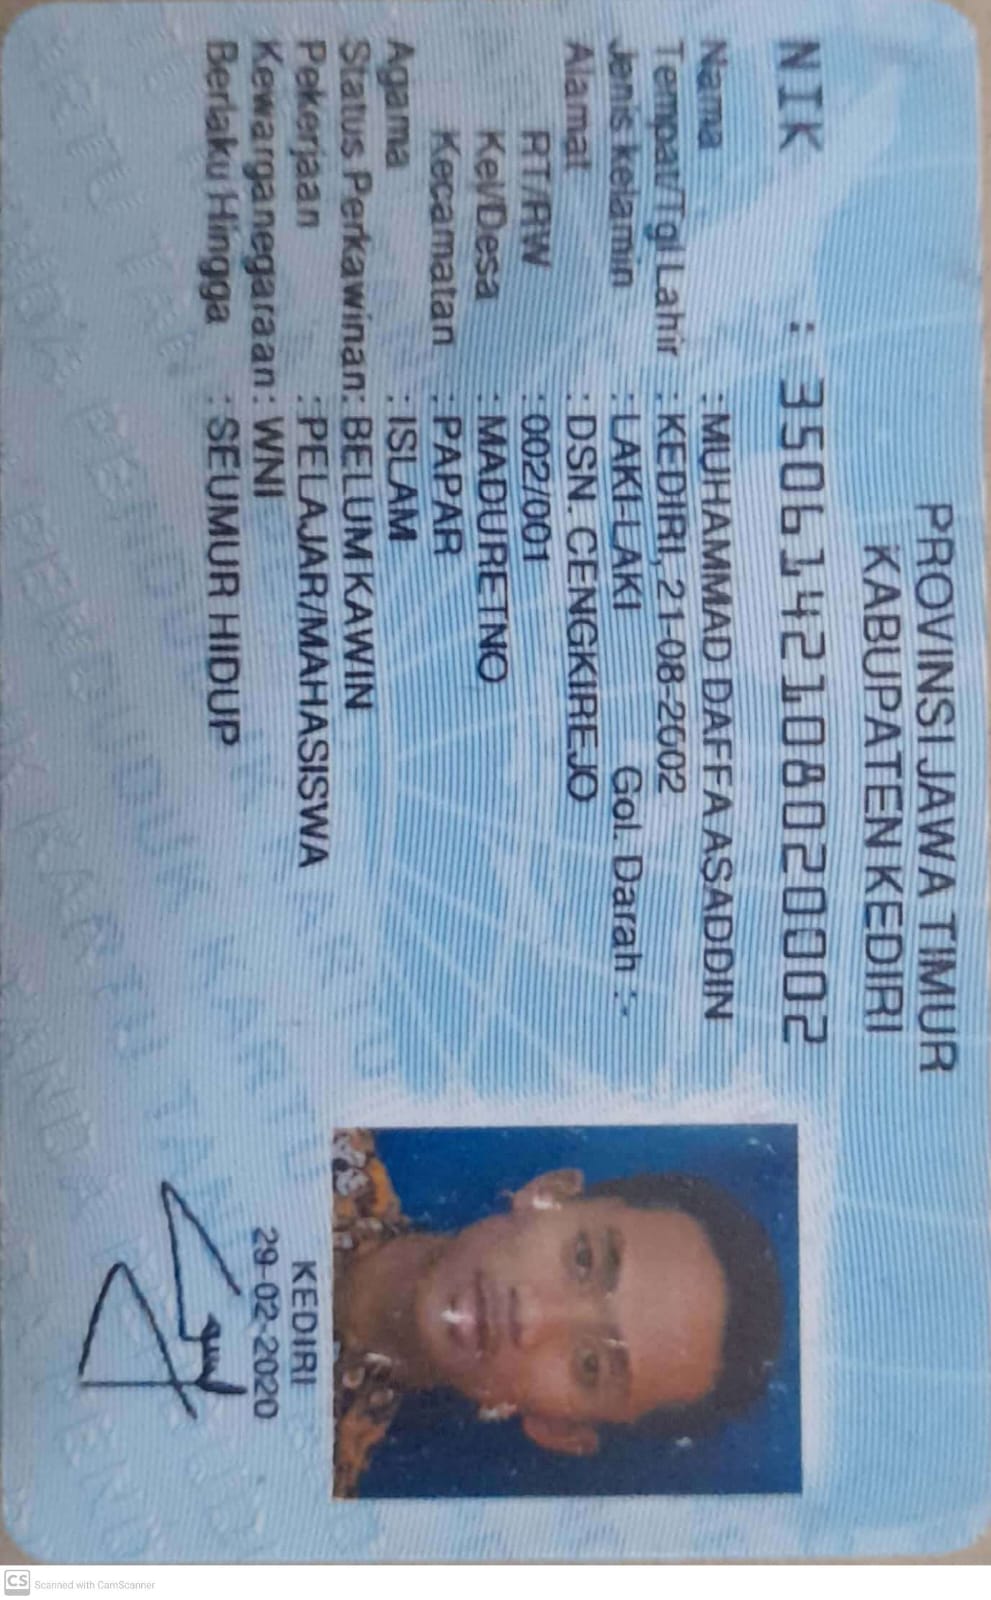 PROVINSI JAWA TIMUR
KABUPATEN KEDIRI
NIK : 3506142108020002
Nama : MUHAMMAD DAFFA ASADDIN
Tempat/Tgl Lahir : KEDIRI, 21-08-2002
Jenis kelamin : LAKI-LAKI Gol. Darah :-
Alamat : DSN. CENGKIREJO
RT/RW : 002/001
Kel/Desa : MADURETNO
Kecamatan : PAPAR
Agama : ISLAM
Status Perkawinan: BELUM KAWIN
Pekerjaan : PELAJAR/MAHASISWA
Kewarganegaraan: WNI
Berlaku Hingga : SEUMUR HIDUP
KEDIRI
29-02-2020
CS Scanned with CamScanner